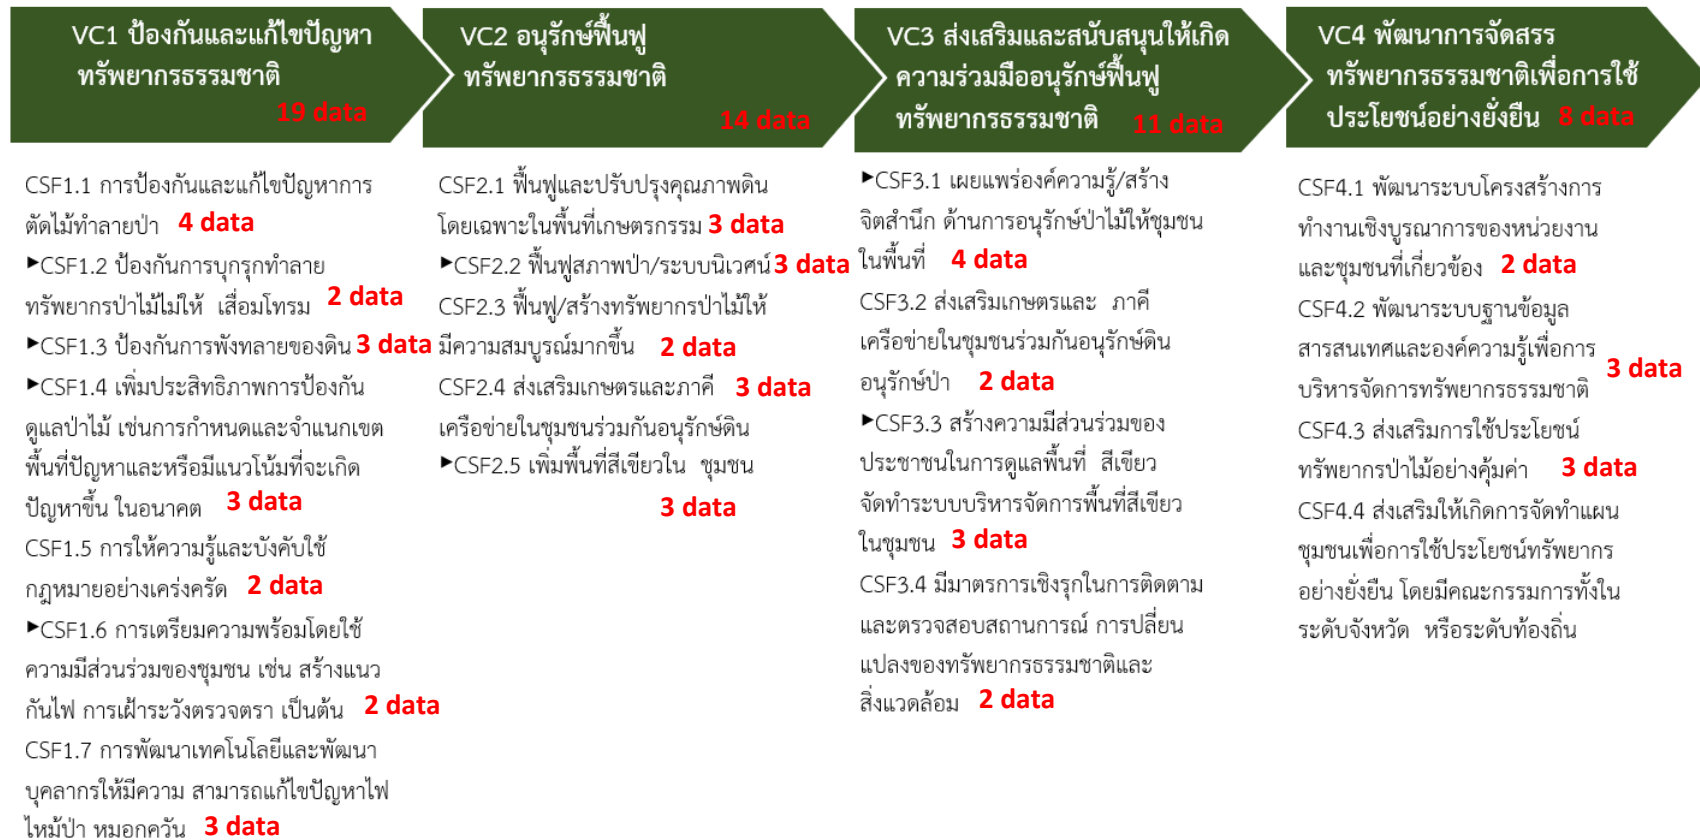 VC1 ป้องกันและแก้ไขปัญหา
ทรัพยากรธรรมชาติ
19 data
CSF1.1 การป้องกันและแก้ไขปัญหาการ
ตัดไม้ทำลายป่า 4 data
►CSF1.2 ป้องกันการบุกรุกทำลาย
ทรัพยากรป่าไม้ไม่ให้ เสื่อมโทรม 2 data
►CSF1.3 ป้องกันการพังทลายของดิน 3 data
►CSF1.4 เพิ่มประสิทธิภาพการป้องกัน
ดูแลป่าไม้ เช่นการกำหนดและจำแนกเขต
พื้นที่ปัญหาและหรือมีแนวโน้มที่จะเกิด
ปัญหาขึ้น ในอนาคต 3 data
CSF1.5 การให้ความรู้และบังคับใช้
กฎหมายอย่างเคร่งครัด 2 data
►CSF1.6 การเตรียมความพร้อมโดยใช้
ความมีส่วนร่วมของชุมชน เช่น สร้างแนว
กันไฟ การเฝ้าระวังตรวจตรา เป็นต้น 2 data
CSF1.7 การพัฒนาเทคโนโลยีและพัฒนา
บุคลากรให้มีความ สามารถแก้ไขปัญหาไฟ
ไหม้ป่า หมอกควัน 3 data
VC2 อนุรักษ์ฟื้นฟู
ทรัพยากรธรรมชาติ
14 data
CSF2.1 ฟื้นฟูและปรับปรุงคุณภาพดิน
โดยเฉพาะในพื้นที่เกษตรกรรม 3 data
►CSF2.2 ฟื้นฟูสภาพป่า/ระบบนิเวศน์ 3 data
CSF2.3 ฟื้นฟู/สร้างทรัพยากรป่าไม้ให้
มีความสมบูรณ์มากขึ้น 2 data
CSF2.4 ส่งเสริมเกษตรและภาคี 3 data
เครือข่ายในชุมชนร่วมกันอนุรักษ์ดิน
►CSF2.5 เพิ่มพื้นที่สีเขียวใน ชุมชน
3 data
VC3 ส่งเสริมและสนับสนุนให้เกิด
ความร่วมมืออนุรักษ์ฟื้นฟู
ทรัพยากรธรรมชาติ 11 data
►CSF3.1 เผยแพร่องค์ความรู้/สร้าง
จิตสำนึก ด้านการอนุรักษ์ป่าไม้ให้ชุมชน
ในพื้นที่ 4 data
CSF3.2 ส่งเสริมเกษตรและ ภาคี
เครือข่ายในชุมชนร่วมกันอนุรักษ์ดิน
อนุรักษ์ป่า 2 data
►CSF3.3 สร้างความมีส่วนร่วมของ
ประชาชนในการดูแลพื้นที่ สีเขียว
จัดทำระบบบริหารจัดการพื้นที่สีเขียว
ในชุมชน 3 data
CSF3.4 มีมาตรการเชิงรุกในการติดตาม
และตรวจสอบสถานการณ์ การเปลี่ยน
แปลงของทรัพยากรธรรมชาติและ
สิ่งแวดล้อม 2 data
VC4 พัฒนาการจัดสรร
ทรัพยากรธรรมชาติเพื่อการใช้
ประโยชน์อย่างยั่งยืน 8 data
CSF4.1 พัฒนาระบบโครงสร้างการ
ทำงานเชิงบูรณาการของหน่วยงาน
และชุมชนที่เกี่ยวข้อง 2 data
CSF4.2 พัฒนาระบบฐานข้อมูล
สารสนเทศและองค์ความรู้เพื่อการ
บริหารจัดการทรัพยากรธรรมชาติ 3 data
CSF4.3 ส่งเสริมการใช้ประโยชน์
ทรัพยากรป่าไม้อย่างคุ้มค่า 3 data
CSF4.4 ส่งเสริมให้เกิดการจัดทำแผน
ชุมชนเพื่อการใช้ประโยชน์ทรัพยากร
อย่างยั่งยืน โดยมีคณะกรรมการทั้งใน
ระดับจังหวัด หรือระดับท้องถิ่น